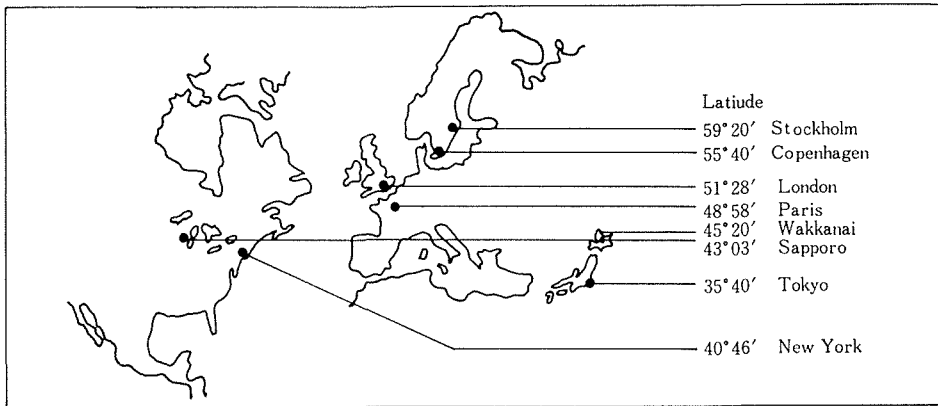 Latiude
59°20′ Stockholm
55°40′ Copenhagen
51°28′ London
48°58′ Paris
45°20′ Wakkanai
43°03′ Sapporo
35°40′ Tokyo
40°46′ New York